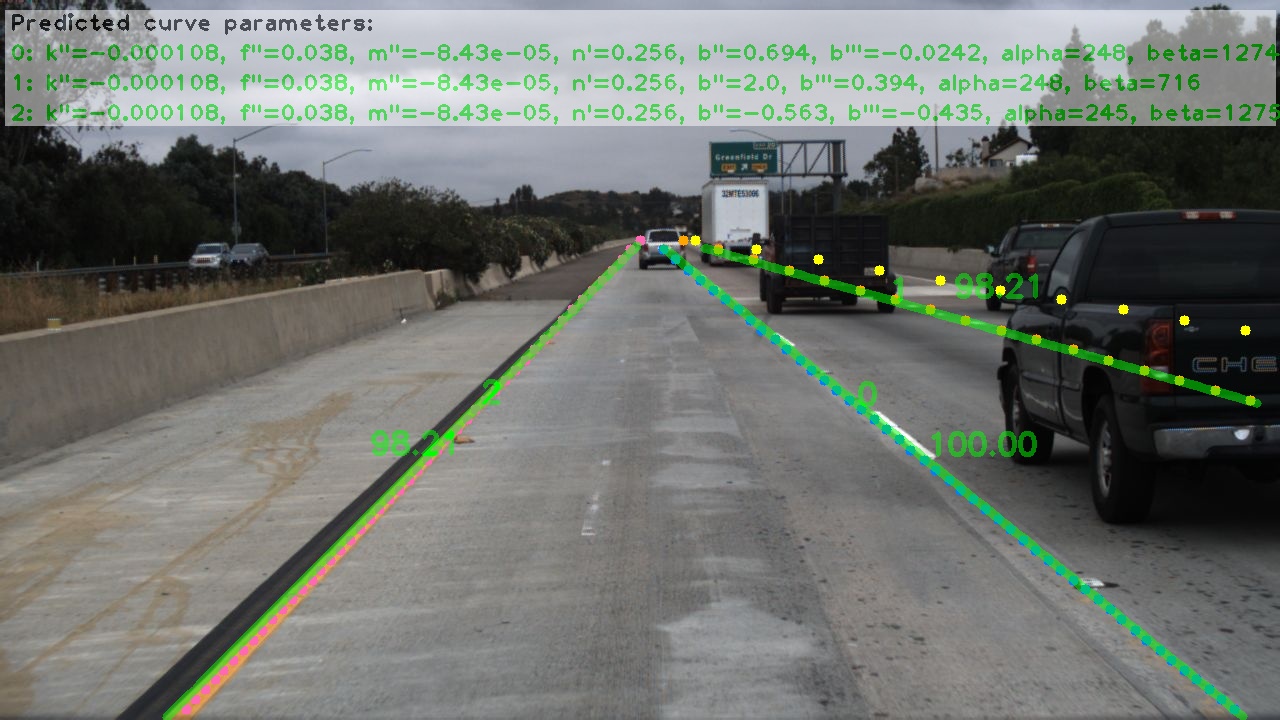 Predicted curve parameters:
0: k''=-0.000108, f''=0.038, m''=-8.43e-05, n'=0.256, b''=0.694, b'''=-0.0242, alpha=248, beta=1274
1: k''=-0.000108, f''=0.038, m''=-8.43e-05, n'=0.256, b''=2.0, b'''=0.394, alpha=248, beta=716
2: k''=-0.000108, f''=0.038, m''=-8.43e-05, n'=0.256, b''=-0.563, b'''=-0.435, alpha=245, beta=1275
Greenfield Dr
32MTE53066
1 98.21
2
0
98.21
100.00
CHE